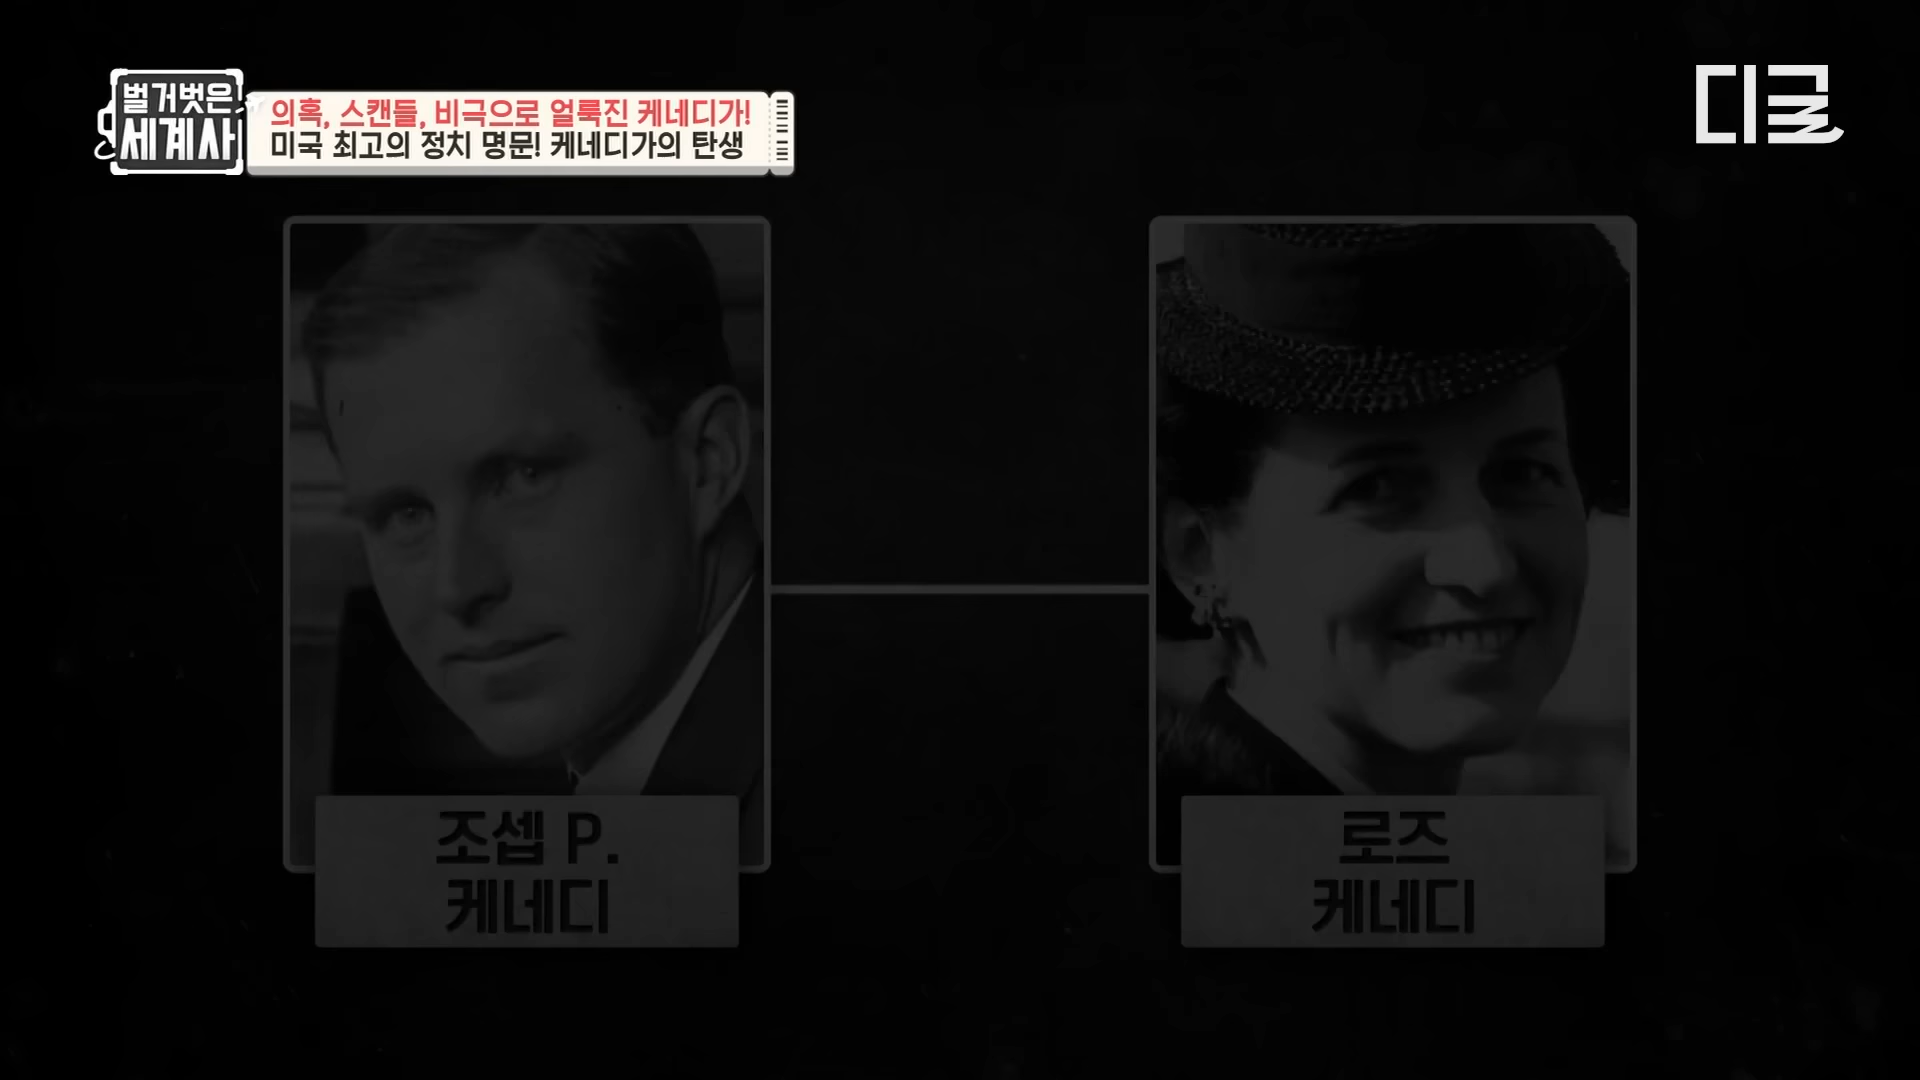 벌거벗은
세계사
의혹, 스캔들, 비극으로 얼룩진 케네디가!
미국 최고의 정치 명문! 케네디가의 탄생
디글
조셉 P.
케네디
로즈
케네디